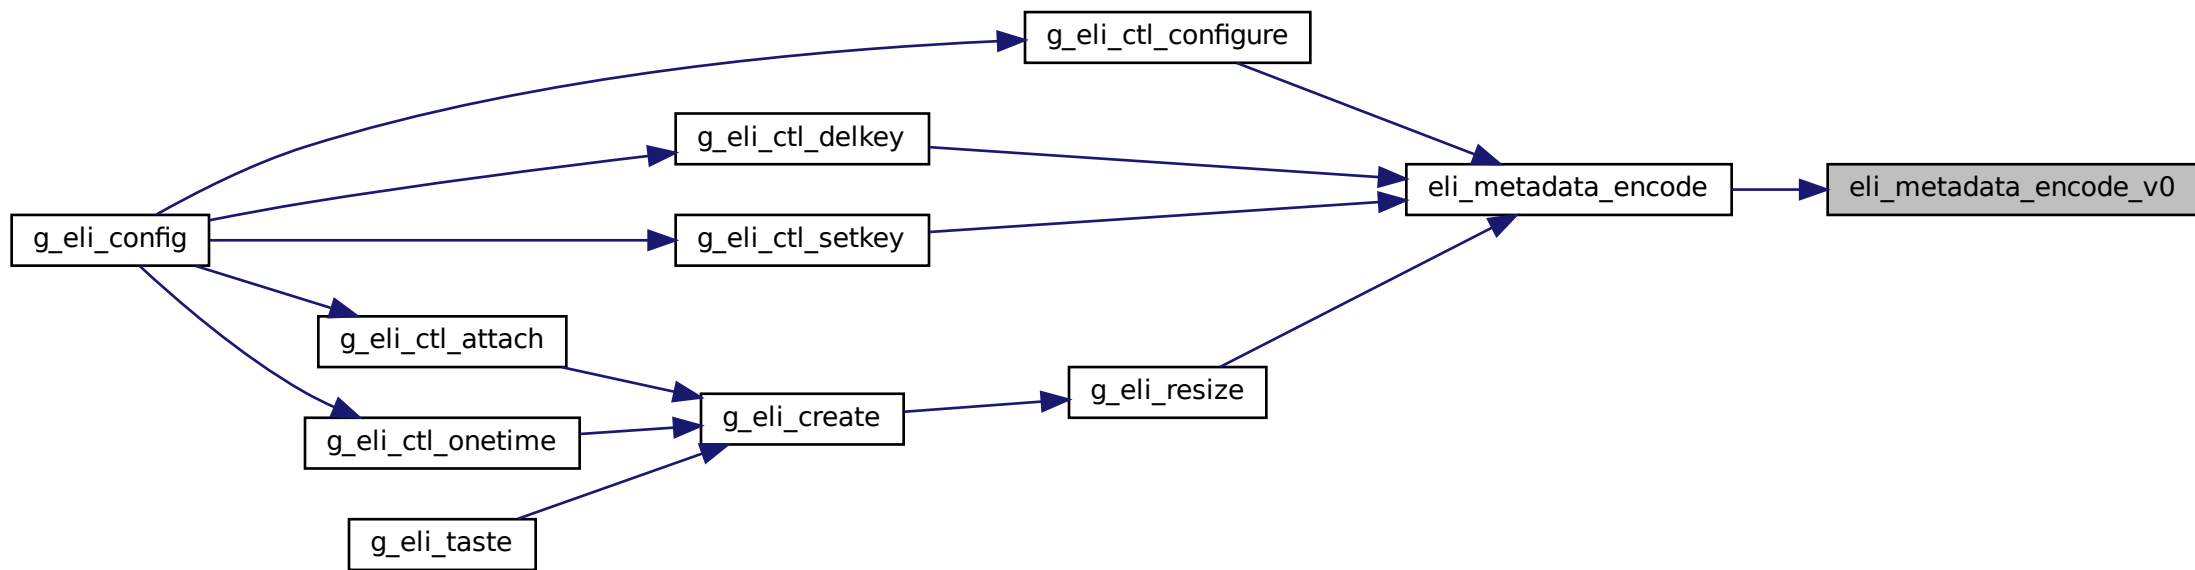 g_eli_ctl_configure
g_eli_ctl_delkey
eli_metadata_encode
eli_metadata_encode_v0
g_eli_config
g_eli_ctl_setkey
g_eli_ctl_attach
g_eli_resize
g_eli_create
g_eli_ctl_onetime
g_eli_taste